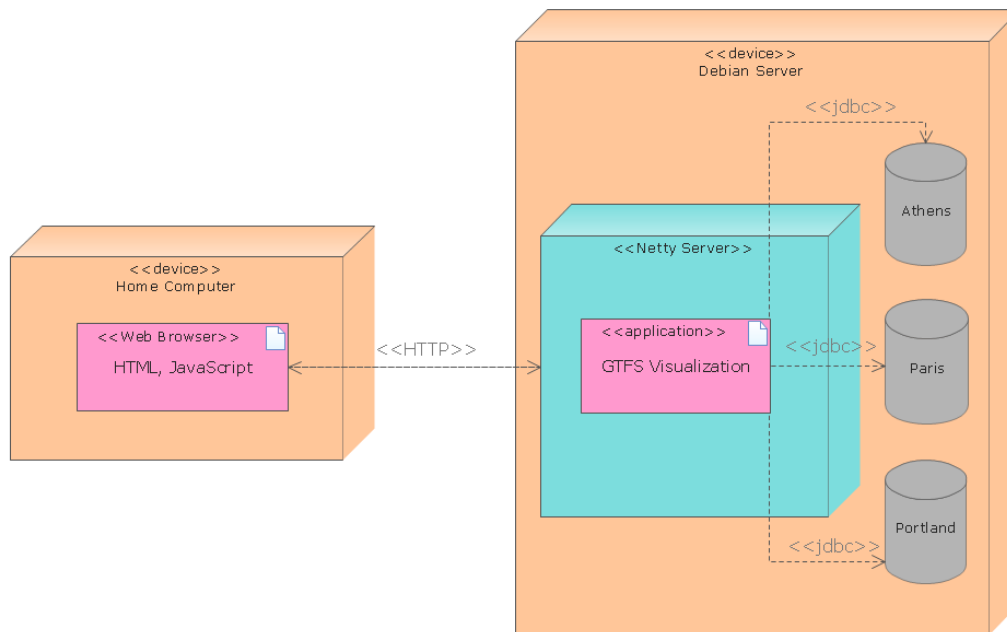 <<device>>
Debian Server
<<jdbc>>
Athens
<<Netty Server>>
<<device>>
Home Computer
<<Web Browser>>
HTML, JavaScript
<<HTTP>>
<<application>>
GTFS Visualization
<<jdbc>>
Paris
<<jdbc>>
Portland